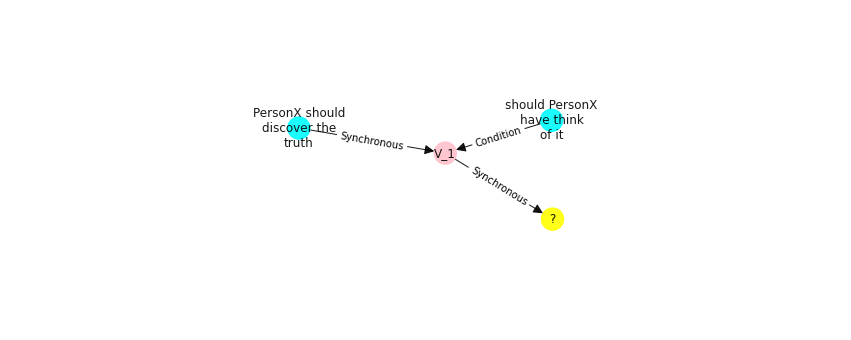 PersonX should
discover the
truth
Synchronous
V_1
Condition
should PersonX
have think
of it
Synchronous
?